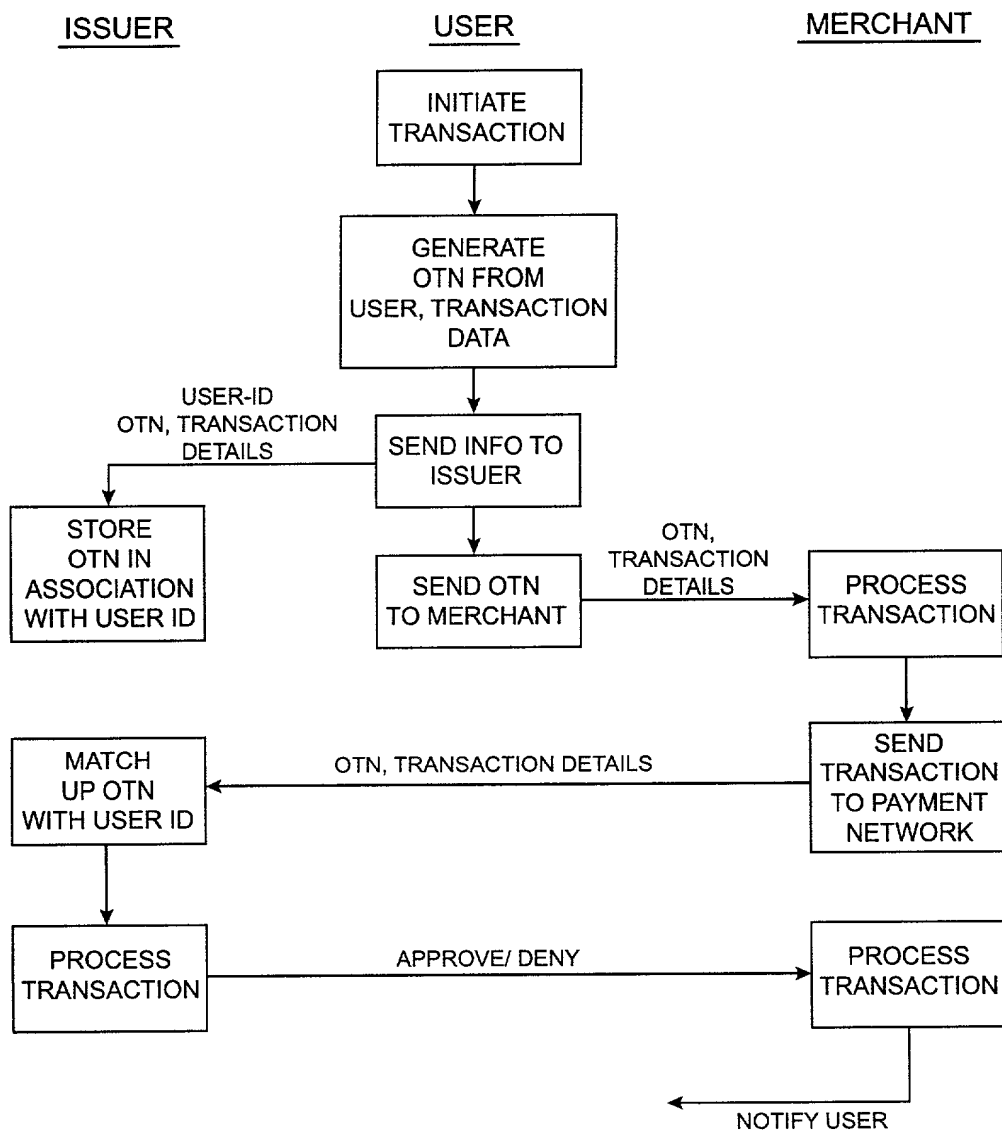 ISSUER
USER
MERCHANT
INITIATE
TRANSACTION
GENERATE
OTN FROM
USER, TRANSACTION
DATA
USER-ID
OTN, TRANSACTION
DETAILS
SEND INFO TO
ISSUER
STORE
OTN IN
ASSOCIATION
WITH USER ID
SEND OTN
TO MERCHANT
OTN,
TRANSACTION
DETAILS
PROCESS
TRANSACTION
SEND
TRANSACTION
TO PAYMENT
NETWORK
OTN, TRANSACTION DETAILS
MATCH
UP OTN
WITH USER ID
PROCESS
TRANSACTION
APPROVE/ DENY
PROCESS
TRANSACTION
NOTIFY USER